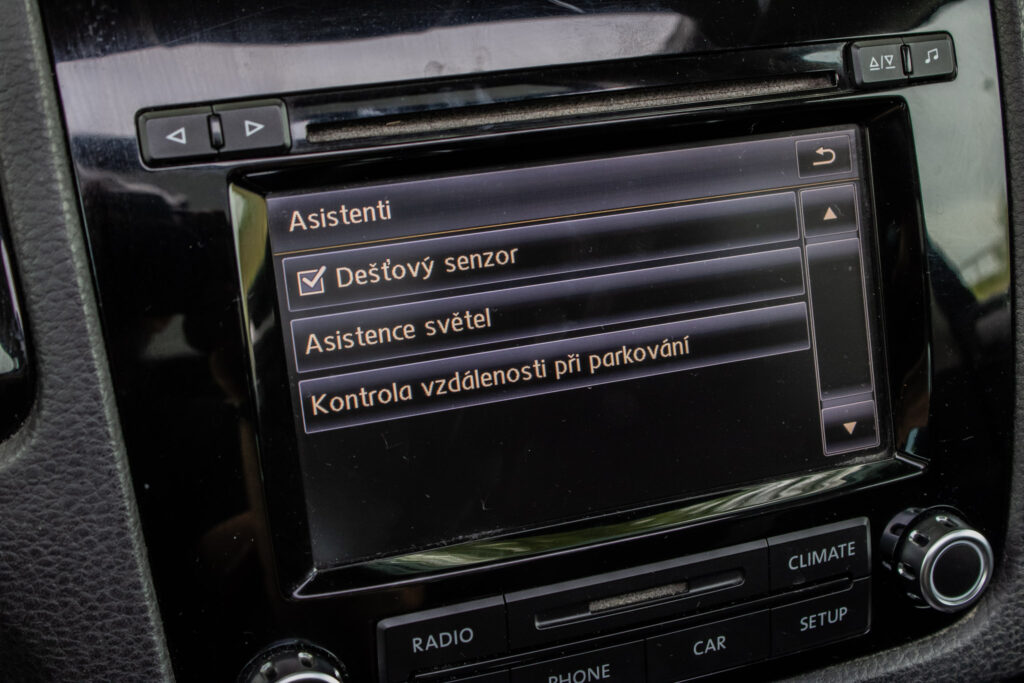 Asistenti
Dešťový senzor
Asistence světel
Kontrola vzdálenosti při parkování
CLIMATE
RADIO
SETUP
CAR
PHONE